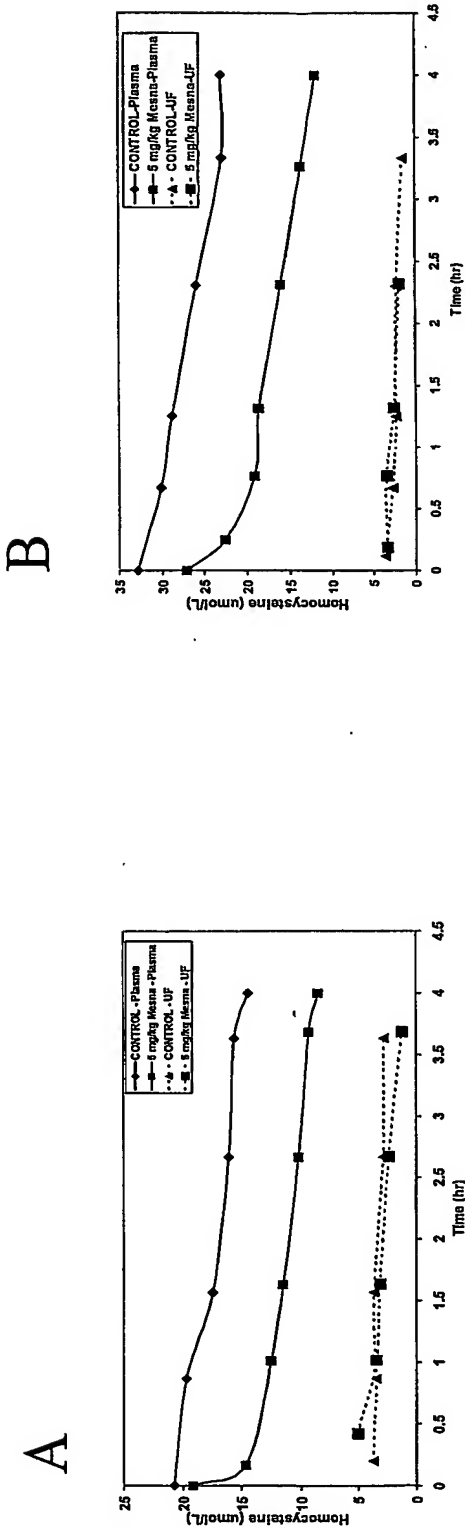 A
25
20
15
10
5
0
Homocysteine (umol/L)
0
0.5
1
1.5
2
2.5
3
3.5
4
4.5
Time (hr)
CONTROL -Plasma
5 mg/kg Mesna -Plasma
CONTROL -UF
5 mg/kg Mesna -UF
B
35
30
25
20
15
10
5
0
Homocysteine (umol/L)
0
0.5
1
1.5
2
2.5
3
3.5
4
4.5
Time (hr)
CONTROL-Plasma
5 mg/kg Mesna-Plasma
CONTROL-UF
5 mg/kg Mesna-UF